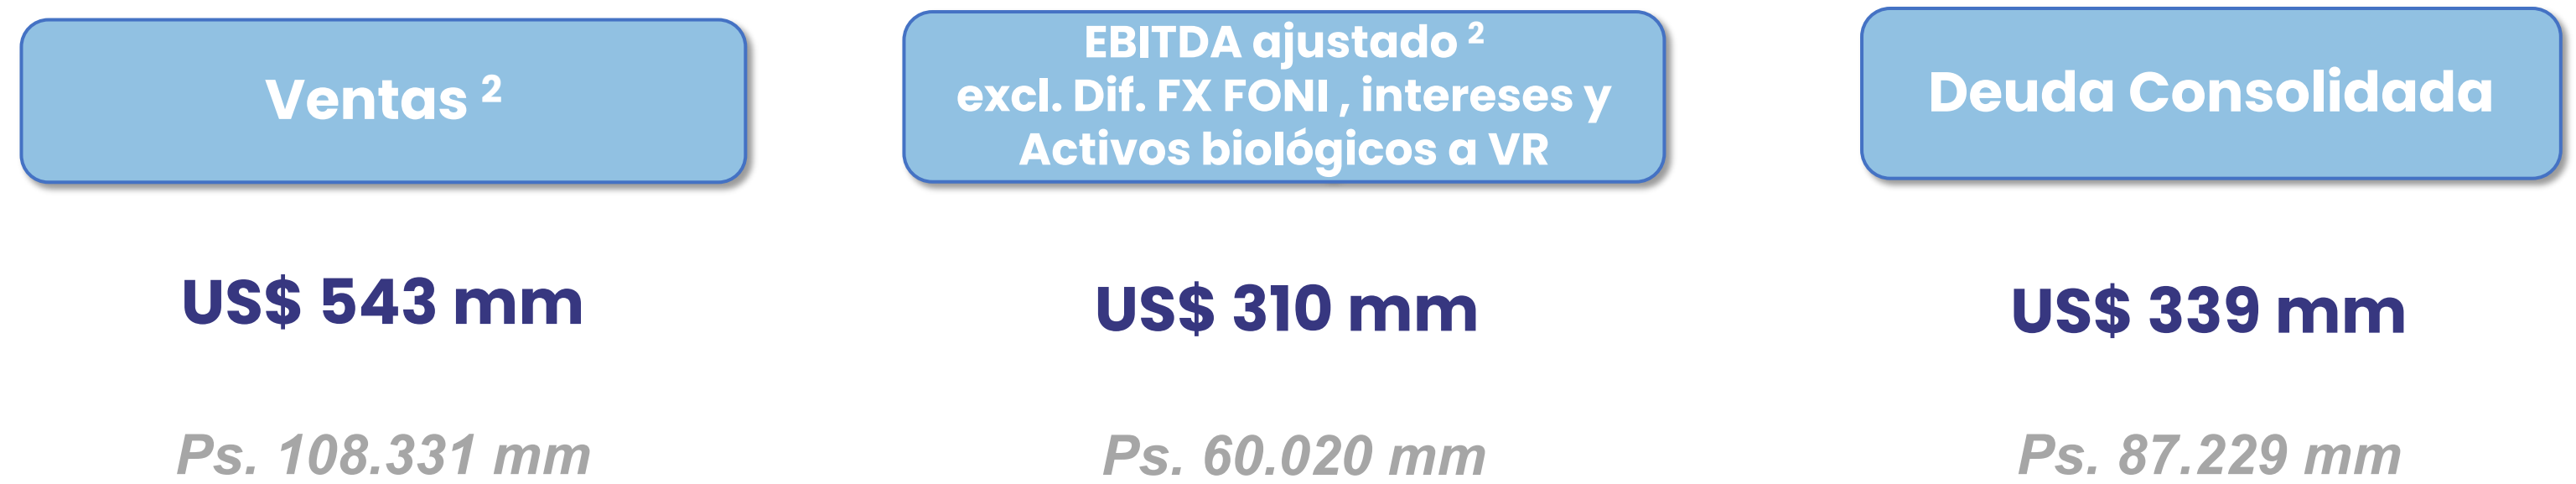 Ventas ²
EBITDA ajustado ²
excl. Dif. FX FONI , intereses y
Activos biológicos a VR
Deuda Consolidada
US$ 543 mm
US$ 310 mm
US$ 339 mm
Ps. 108.331 mm
Ps. 60.020 mm
Ps. 87.229 mm